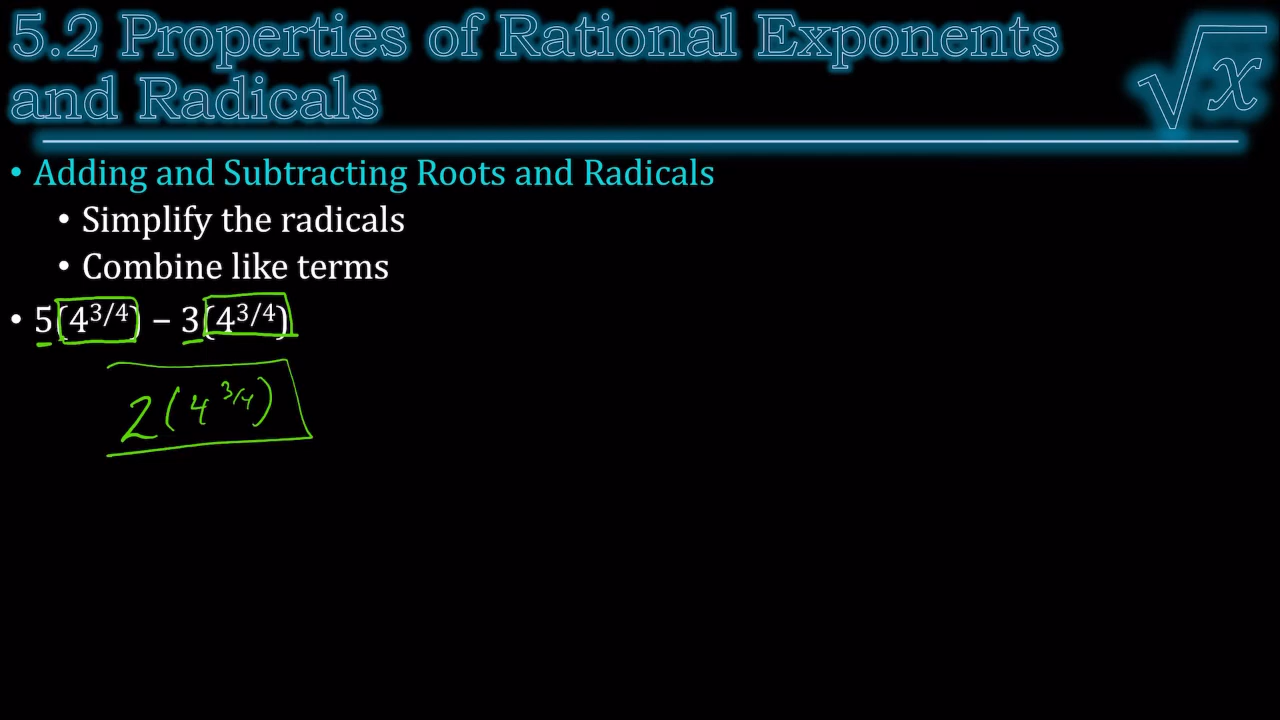 5.2 Properties of Rational Exponents
and Radicals
√x
• Adding and Subtracting Roots and Radicals
• Simplify the radicals
• Combine like terms
• 5(4^{3/4}) − 3(4^{3/4})
2(4^{3/4})